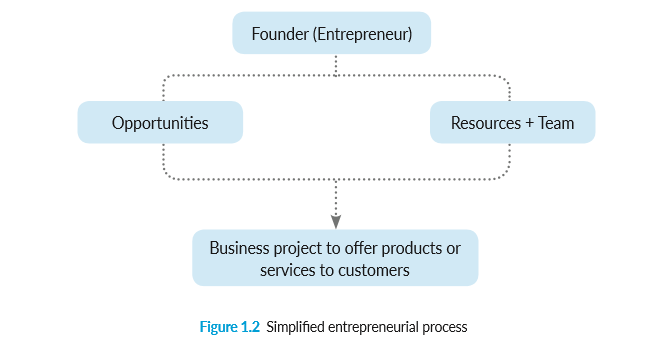 Founder (Entrepreneur)
Opportunities
Resources + Team
Business project to offer products or
services to customers
Figure 1.2 Simplified entrepreneurial process